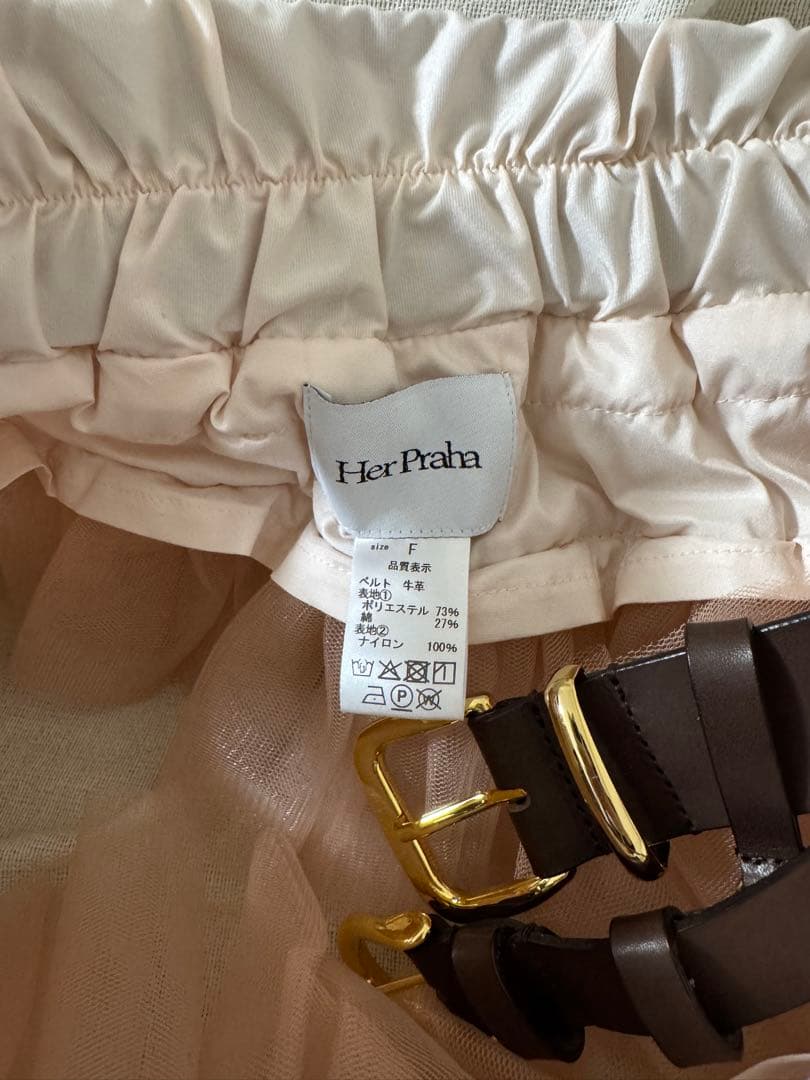 Her Praha
size F
品質表示
ベルト 牛革
表地①
ポリエステル 73%
綿 27%
表地②
ナイロン 100%
P W